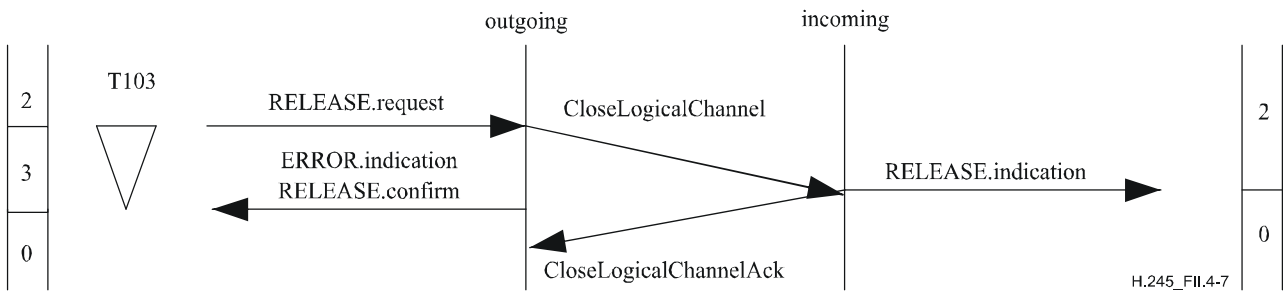 outgoing
incoming
T103
2
RELEASE.request
CloseLogicalChannel
2
3
ERROR.indication
RELEASE.confirm
RELEASE.indication
0
CloseLogicalChannelAck
0
H.245_FII.4-7